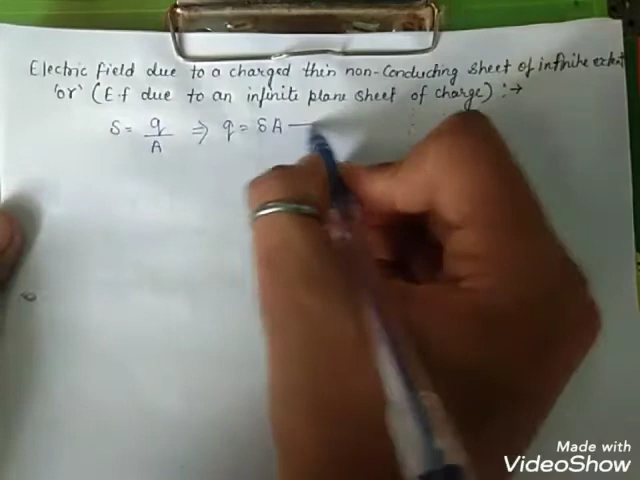 Electric field due to a charged thin non-Conducting sheet of infinite extent
'or' (E.f due to an infinite plane sheet of charge) :→
δ = q/A ⇒ q = δA —
Made with
VideoShow